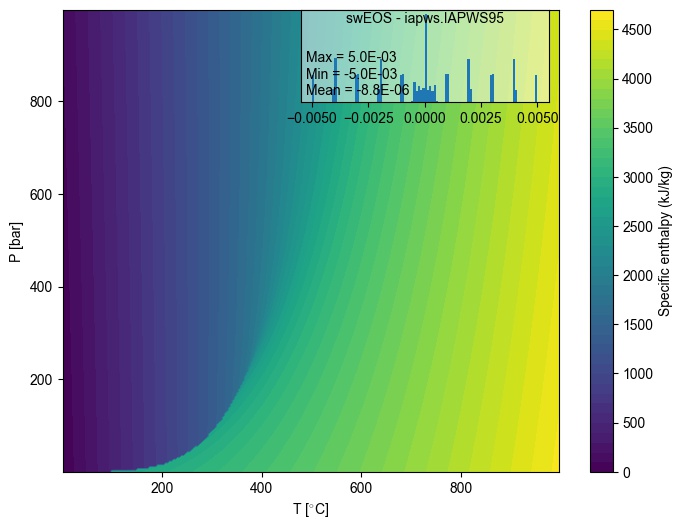 swEOS - iapws.IAPWS95
Max = 5.0E-03
Min = -5.0E-03
Mean = -8.8E-06
−0.0050 −0.0025 0.0000 0.0025 0.0050
800
600
400
200
P [bar]
200 400 600 800
T [°C]
4500
4000
3500
3000
2500
2000
1500
1000
500
0
Specific enthalpy (kJ/kg)